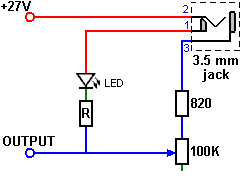 +27V
2
1
3
3.5 mm
jack
LED
R
820
OUTPUT
100K